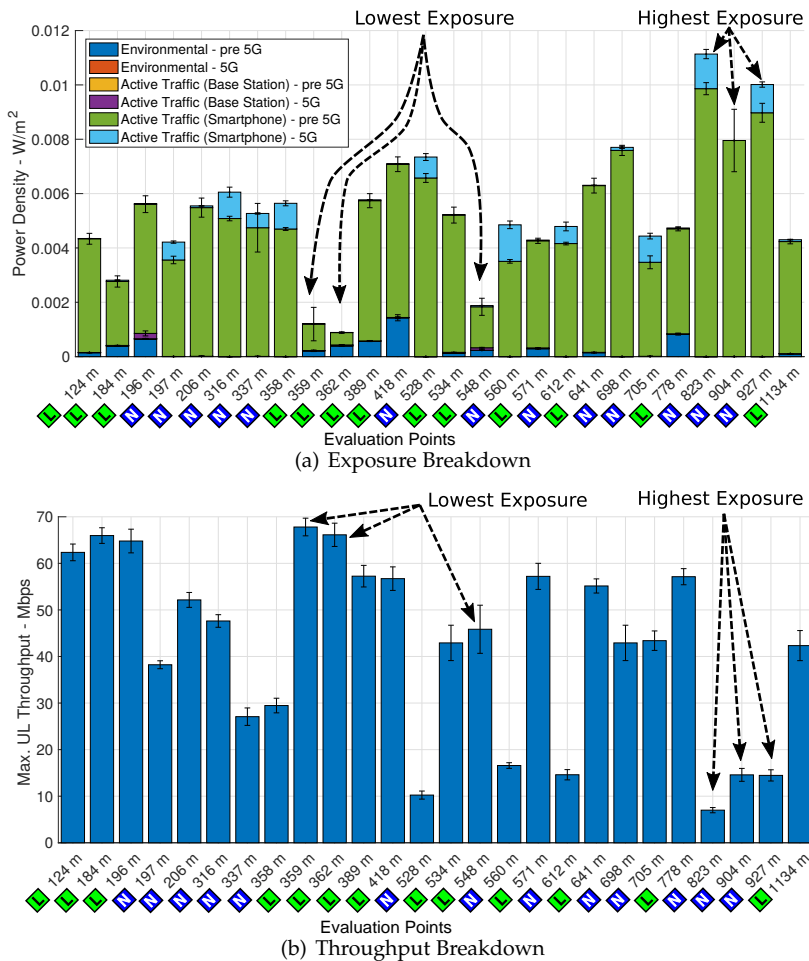 Lowest Exposure
Highest Exposure
0.012
0.01
0.008
0.006
0.004
0.002
0
Power Density - W/m²
Environmental - pre 5G
Environmental - 5G
Active Traffic (Base Station) - pre 5G
Active Traffic (Base Station) - 5G
Active Traffic (Smartphone) - pre 5G
Active Traffic (Smartphone) - 5G
124 m 184 m 196 m 197 m 206 m 316 m 337 m 358 m 359 m 362 m 389 m 418 m 528 m 534 m 548 m 560 m 571 m 612 m 641 m 698 m 705 m 778 m 823 m 904 m 927 m 1134 m
L L L N N N N L L L L N L L N L N L N N L N N N L
Evaluation Points
(a) Exposure Breakdown
Lowest Exposure
Highest Exposure
70
60
50
40
30
20
10
0
Max. UL Throughput - Mbps
124 m 184 m 196 m 197 m 206 m 316 m 337 m 358 m 359 m 362 m 389 m 418 m 528 m 534 m 548 m 560 m 571 m 612 m 641 m 698 m 705 m 778 m 823 m 904 m 927 m 1134 m
L L L N N N N L L L L N L L N L N L N N L N N N L
Evaluation Points
(b) Throughput Breakdown